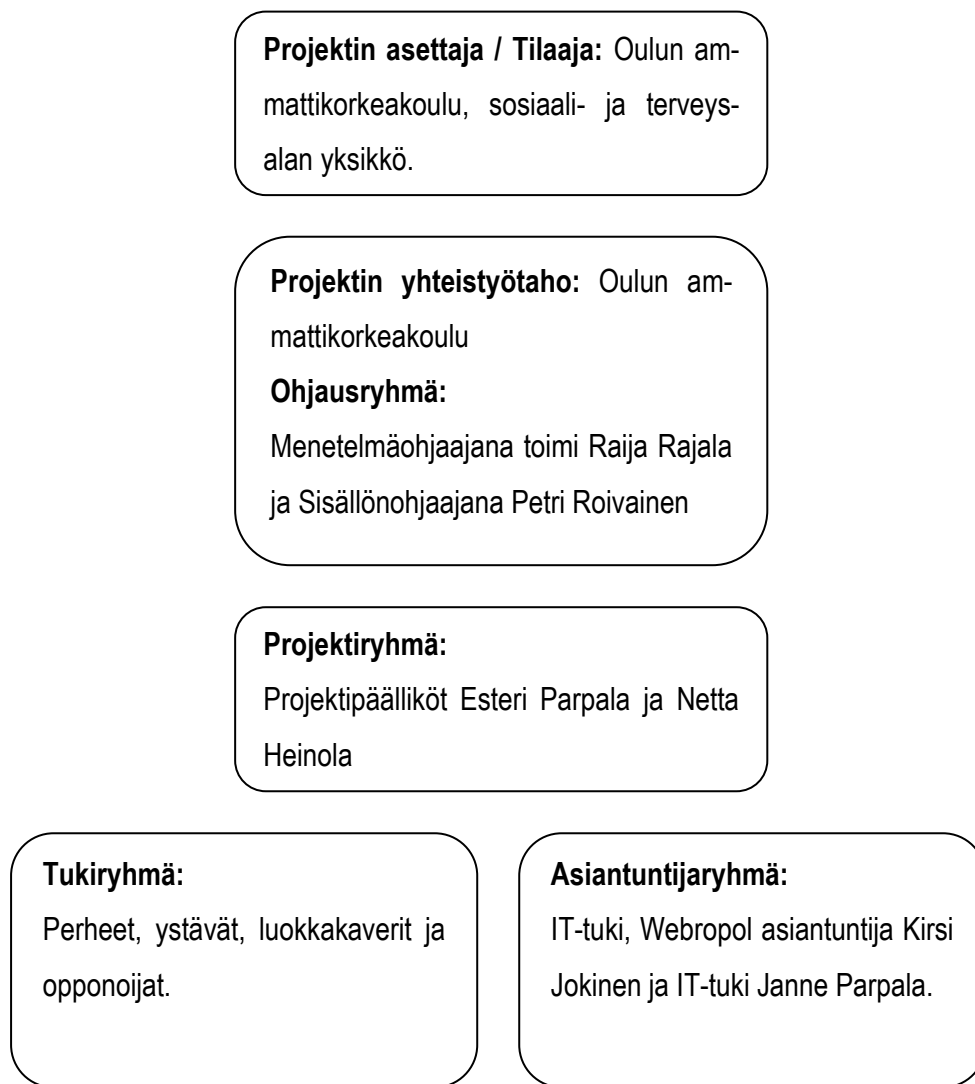 Projektin asettaja / Tilaaja: Oulun am-
mattikorkeakoulu, sosiaali- ja terveys-
alan yksikkö.
Projektin yhteistyötaho: Oulun am-
mattikorkeakoulu
Ohjausryhmä:
Menetelmäohjaajana toimi Raija Rajala
ja Sisällönohjaajana Petri Roivainen
Projektiryhmä:
Projektipäälliköt Esteri Parpala ja Netta
Heinola
Tukiryhmä:
Perheet, ystävät, luokkakaverit ja
opponoijat.
Asiantuntijaryhmä:
IT-tuki, Webropol asiantuntija Kirsi
Jokinen ja IT-tuki Janne Parpala.